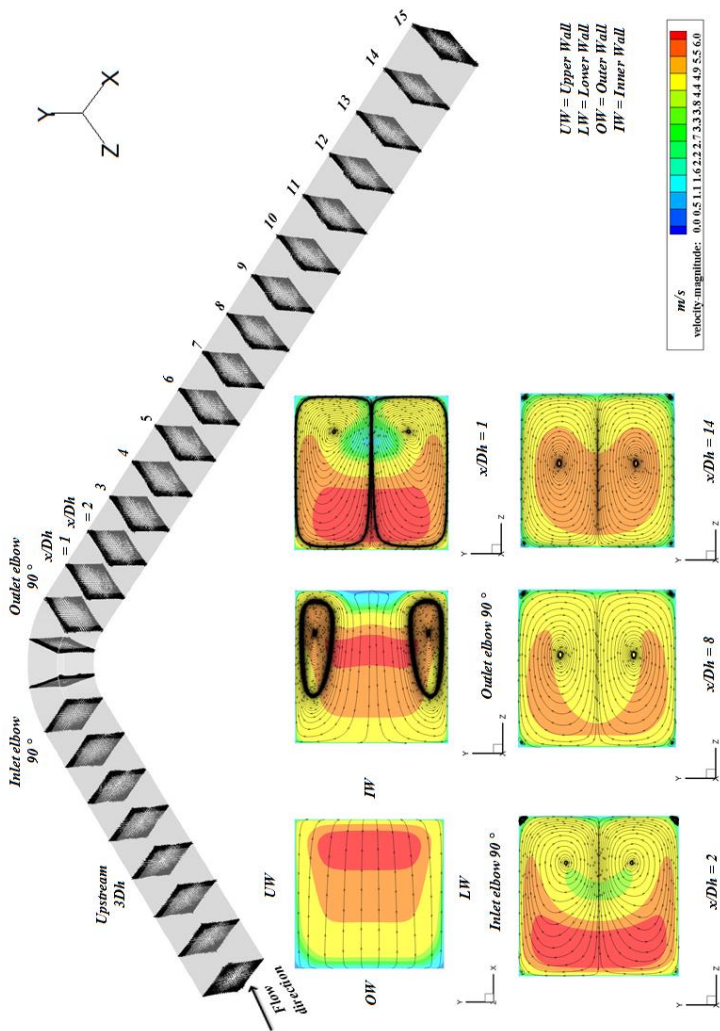 Flow
direction
Upstream
3Dh
Inlet elbow
90 °
Outlet elbow
90 °
x/Dh
= 1
x/Dh
= 2
3
4
5
6
7
8
9
10
11
12
13
14
15
Y
X
Z
UW = Upper Wall
LW = Lower Wall
OW = Outer Wall
IW = Inner Wall
m/s
velocity-magnitude: 0.0 0.5 1.1 1.6 2.2 2.7 3.3 3.8 4.4 4.9 5.5 6.0
UW
OW
IW
LW
Y
Z
X
Inlet elbow 90 °
Y
X
Z
Outlet elbow 90 °
Y
X
Z
x/Dh = 1
Y
X
Z
x/Dh = 2
Y
X
Z
x/Dh = 8
Y
X
Z
x/Dh = 14